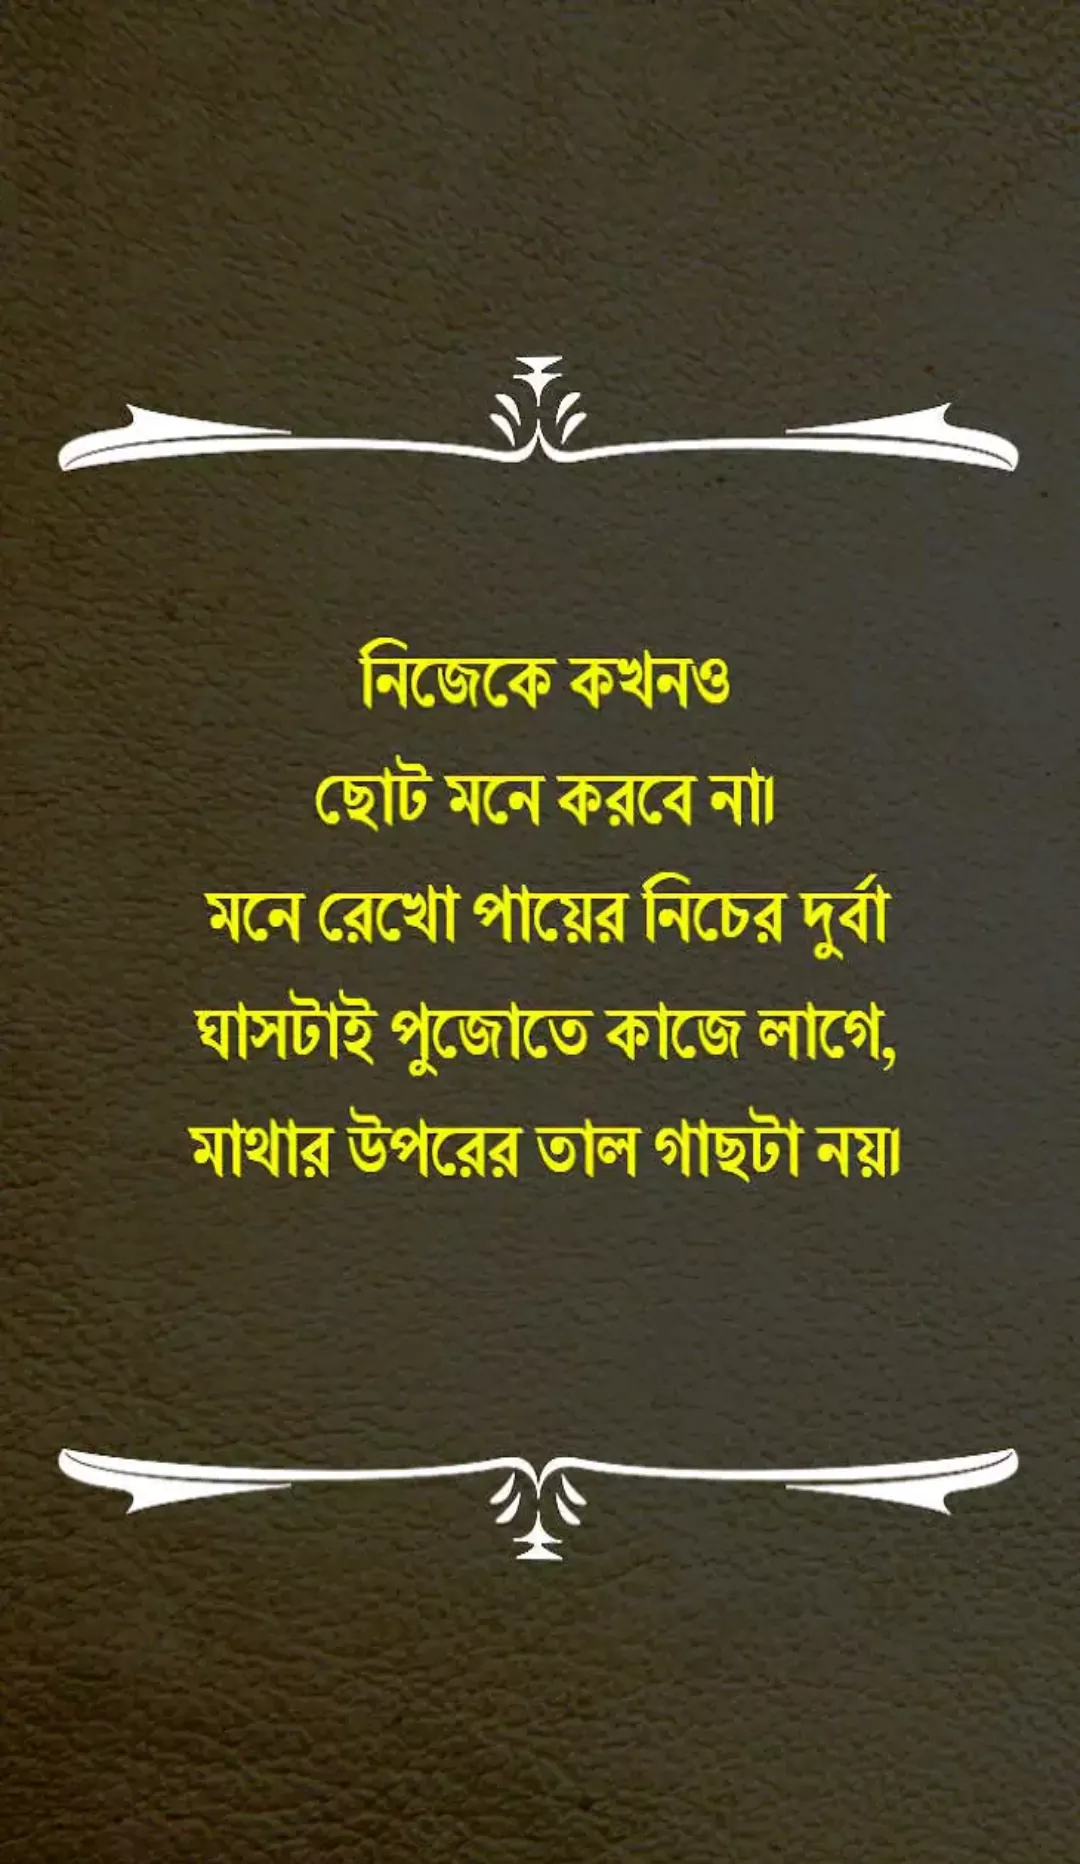 নিজেকে কখনও
ছোট মনে করবে না।
মনে রেখো পায়ের নিচের দুর্বা
ঘাসটাই পুজোতে কাজে লাগে,
মাথার উপরের তাল গাছটা নয়।